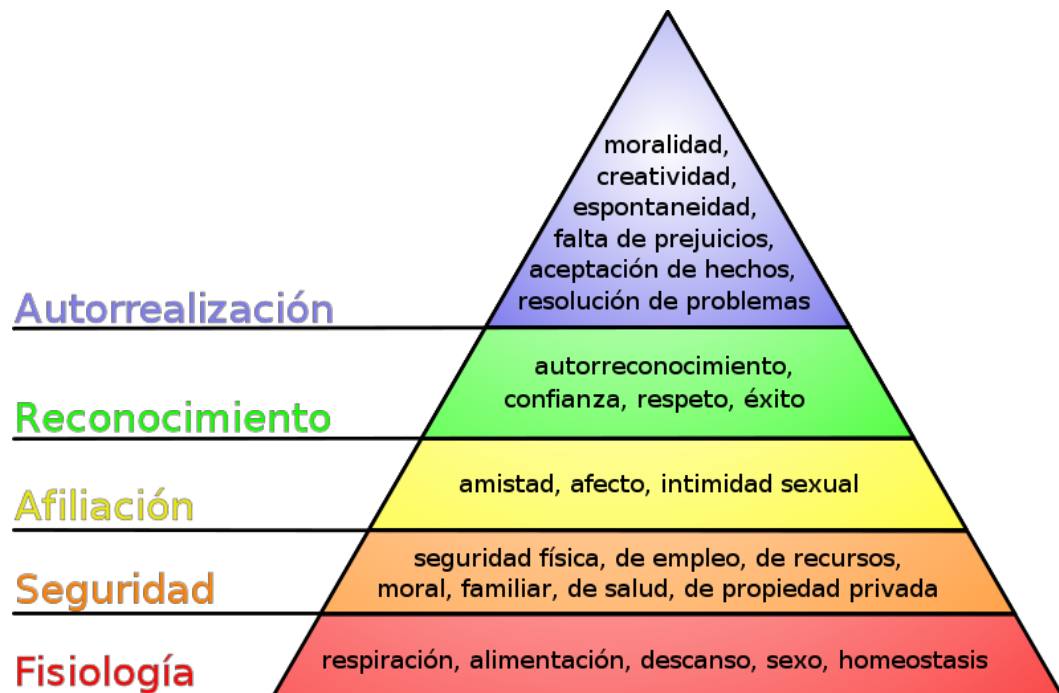 moralidad,
creatividad,
espontaneidad,
falta de prejuicios,
aceptación de hechos,
resolución de problemas
Autorrealización
autorreconocimiento,
confianza, respeto, éxito
Reconocimiento
amistad, afecto, intimidad sexual
Afiliación
seguridad física, de empleo, de recursos,
moral, familiar, de salud, de propiedad privada
Seguridad
respiración, alimentación, descanso, sexo, homeostasis
Fisiología